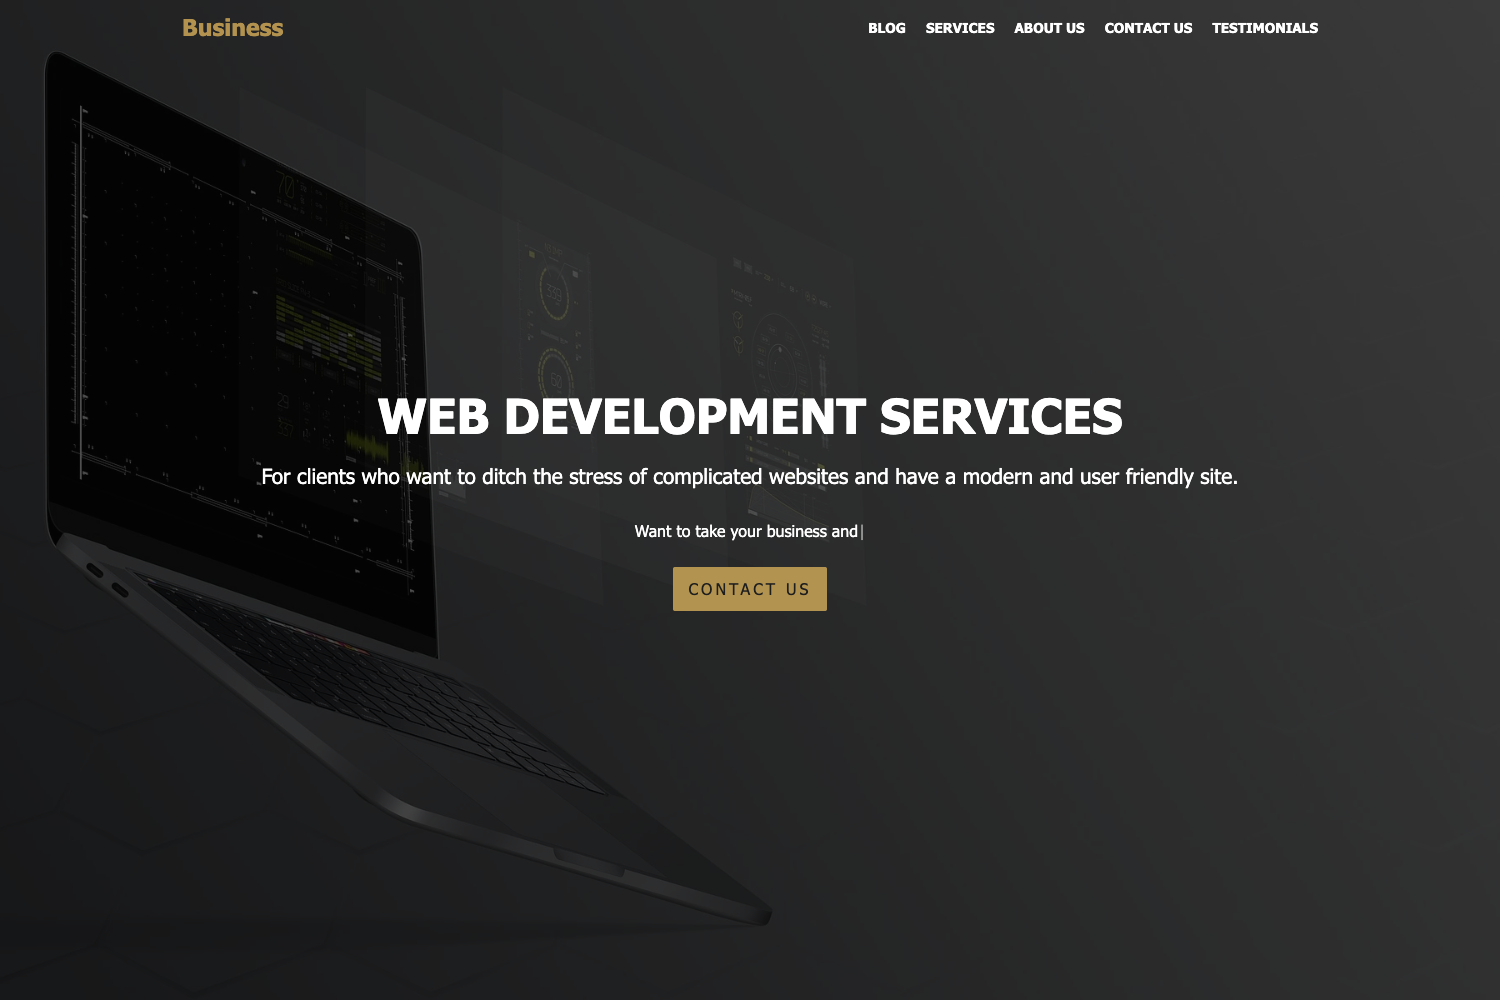 Business
BLOG SERVICES ABOUT US CONTACT US TESTIMONIALS
WEB DEVELOPMENT SERVICES
For clients who want to ditch the stress of complicated websites and have a modern and user friendly site.
Want to take your business and|
CONTACT US